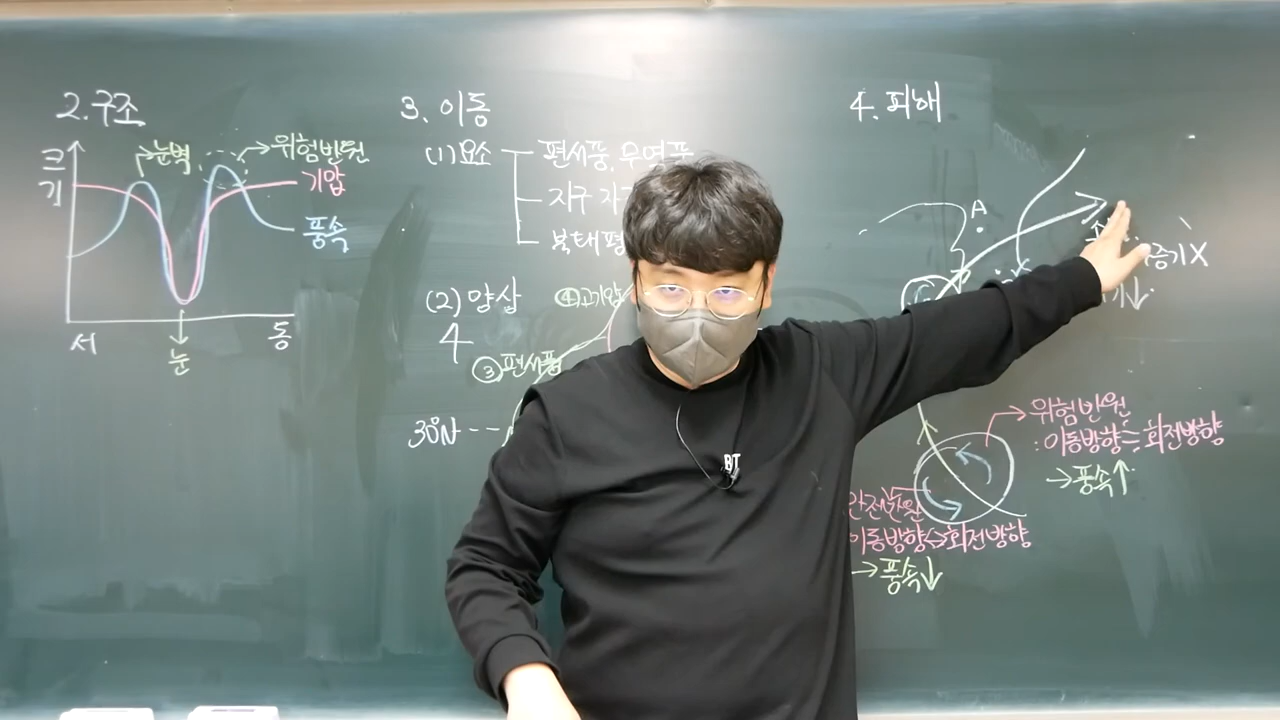 2. 구조
크기
눈벽
위험반원
기압
풍속
서
동
눈
3. 이동
(1) 요소
편서풍, 무역풍
지구 자
북태평
(2) 양상
④ 고기압
③ 편서풍
30°N
4. 피해
A
증기X
↓
→ 위험반원
: 이동방향 = 회전방향
→ 풍속↑
안전반원
이동방향 ↔ 회전방향
→ 풍속↓
BT